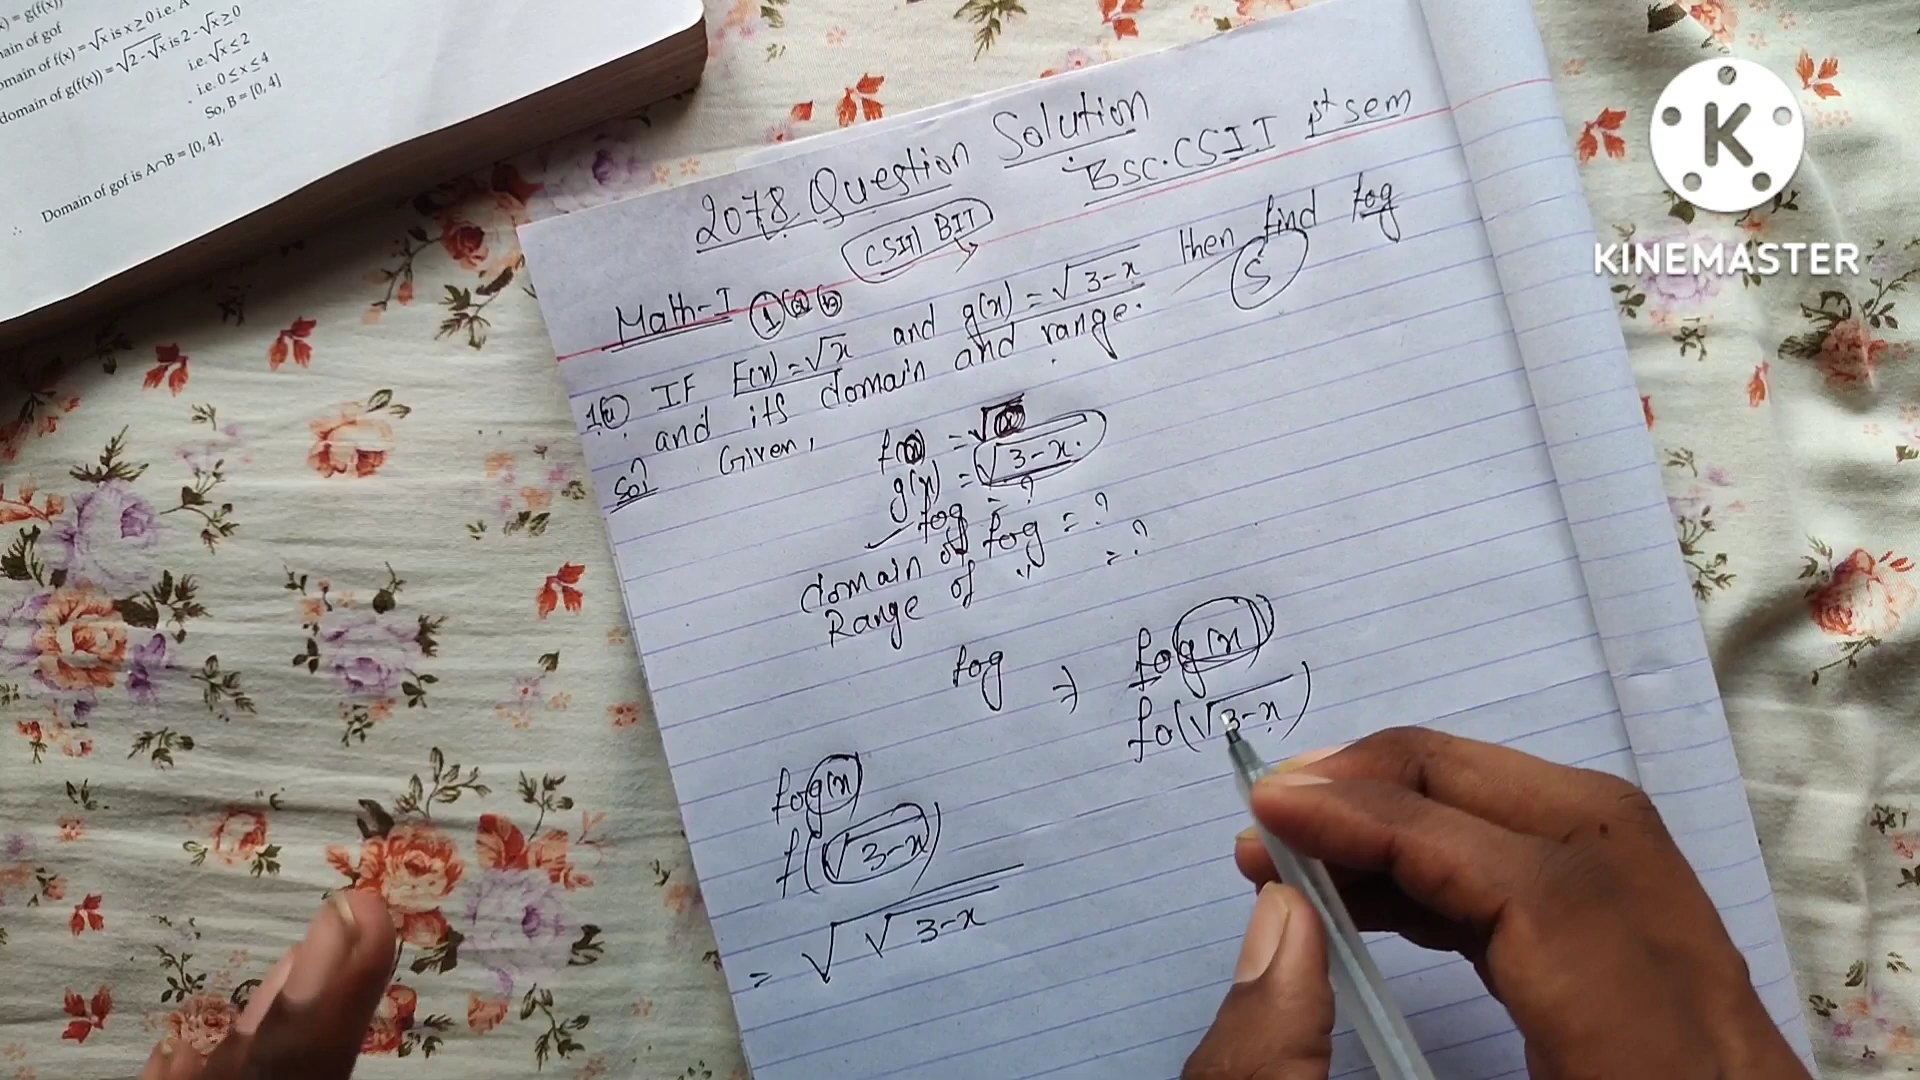 = g(f(x))
main of gof
omain of f(x) = √x is x ≥ 0 i.e. A
domain of g(f(x)) = √2-√x is 2 - √x ≥ 0
i.e. √x ≤ 2
i.e. 0 ≤ x ≤ 4
So, B = [0, 4]
∴ Domain of gof is A∩B = [0, 4].
2078 Question Solution
BSC.CSIT 1st sem
CSIT/ BIT
Math-I 1 (a) (b)
1(a) IF F(x) = √x and g(x) = √3-x then find fog
and its domain and range. 5
Soln Given,
f(x) = √x
g(x) = √3-x.
fog = ?
domain of fog = ?
Range of " = ?
fog ⇒ fog(x)
fo(√3-x)
fog(x)
f(√3-x)
= √√3-x
K
KINEMASTER